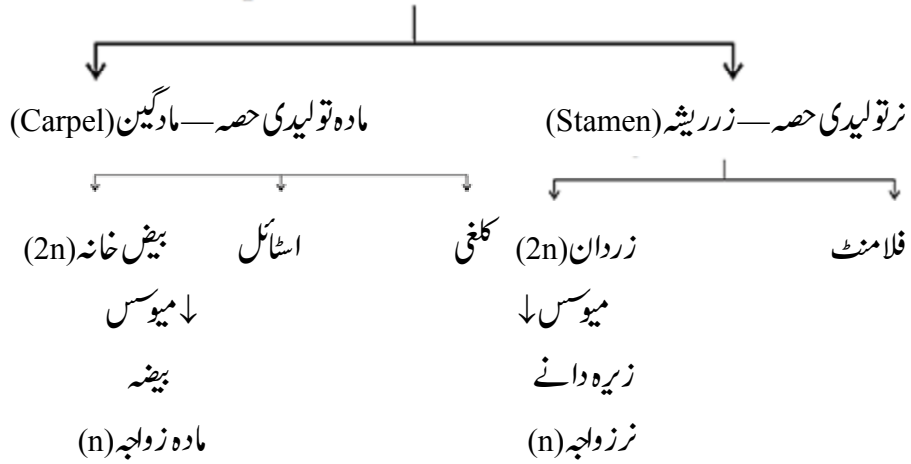 نر تولیدی حصہ — زرریشہ (Stamen) مادہ تولیدی حصہ — مادگین (Carpel)
فلامنٹ زردان (2n) کلغی اسٹائل بیض خانہ (2n)
میوسس ↓ ↓ میوسس
زیرہ دانے بیضہ
نر زواجہ (n) مادہ زواجہ (n)